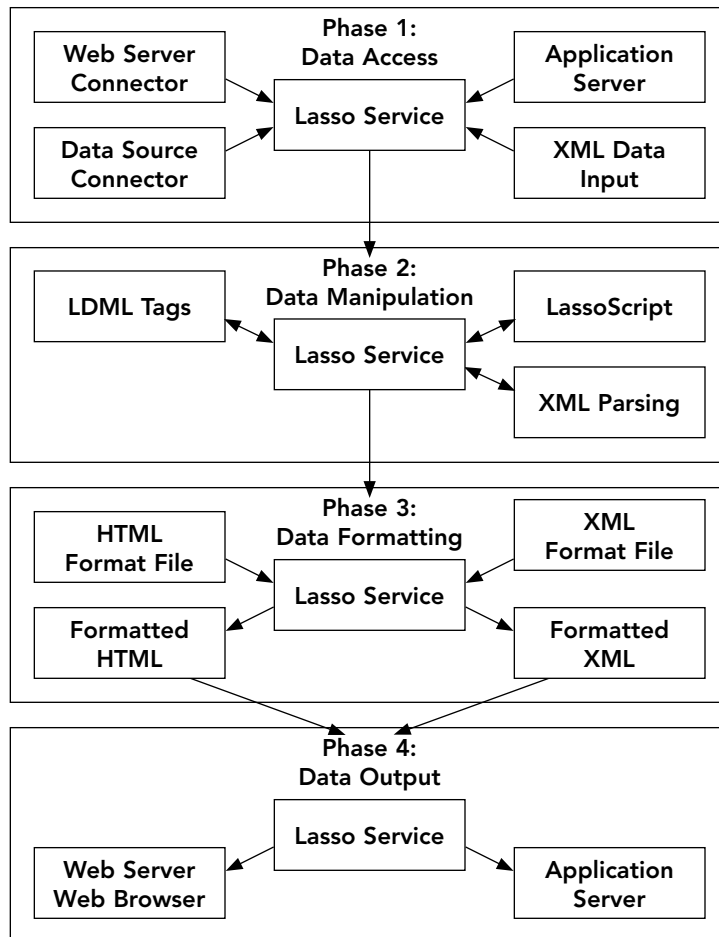 Phase 1:
Data Access
Web Server
Connector
Application
Server
Lasso Service
Data Source
Connector
XML Data
Input
Phase 2:
Data Manipulation
LDML Tags
LassoScript
Lasso Service
XML Parsing
Phase 3:
Data Formatting
HTML
Format File
XML
Format File
Lasso Service
Formatted
HTML
Formatted
XML
Phase 4:
Data Output
Lasso Service
Web Server
Web Browser
Application
Server